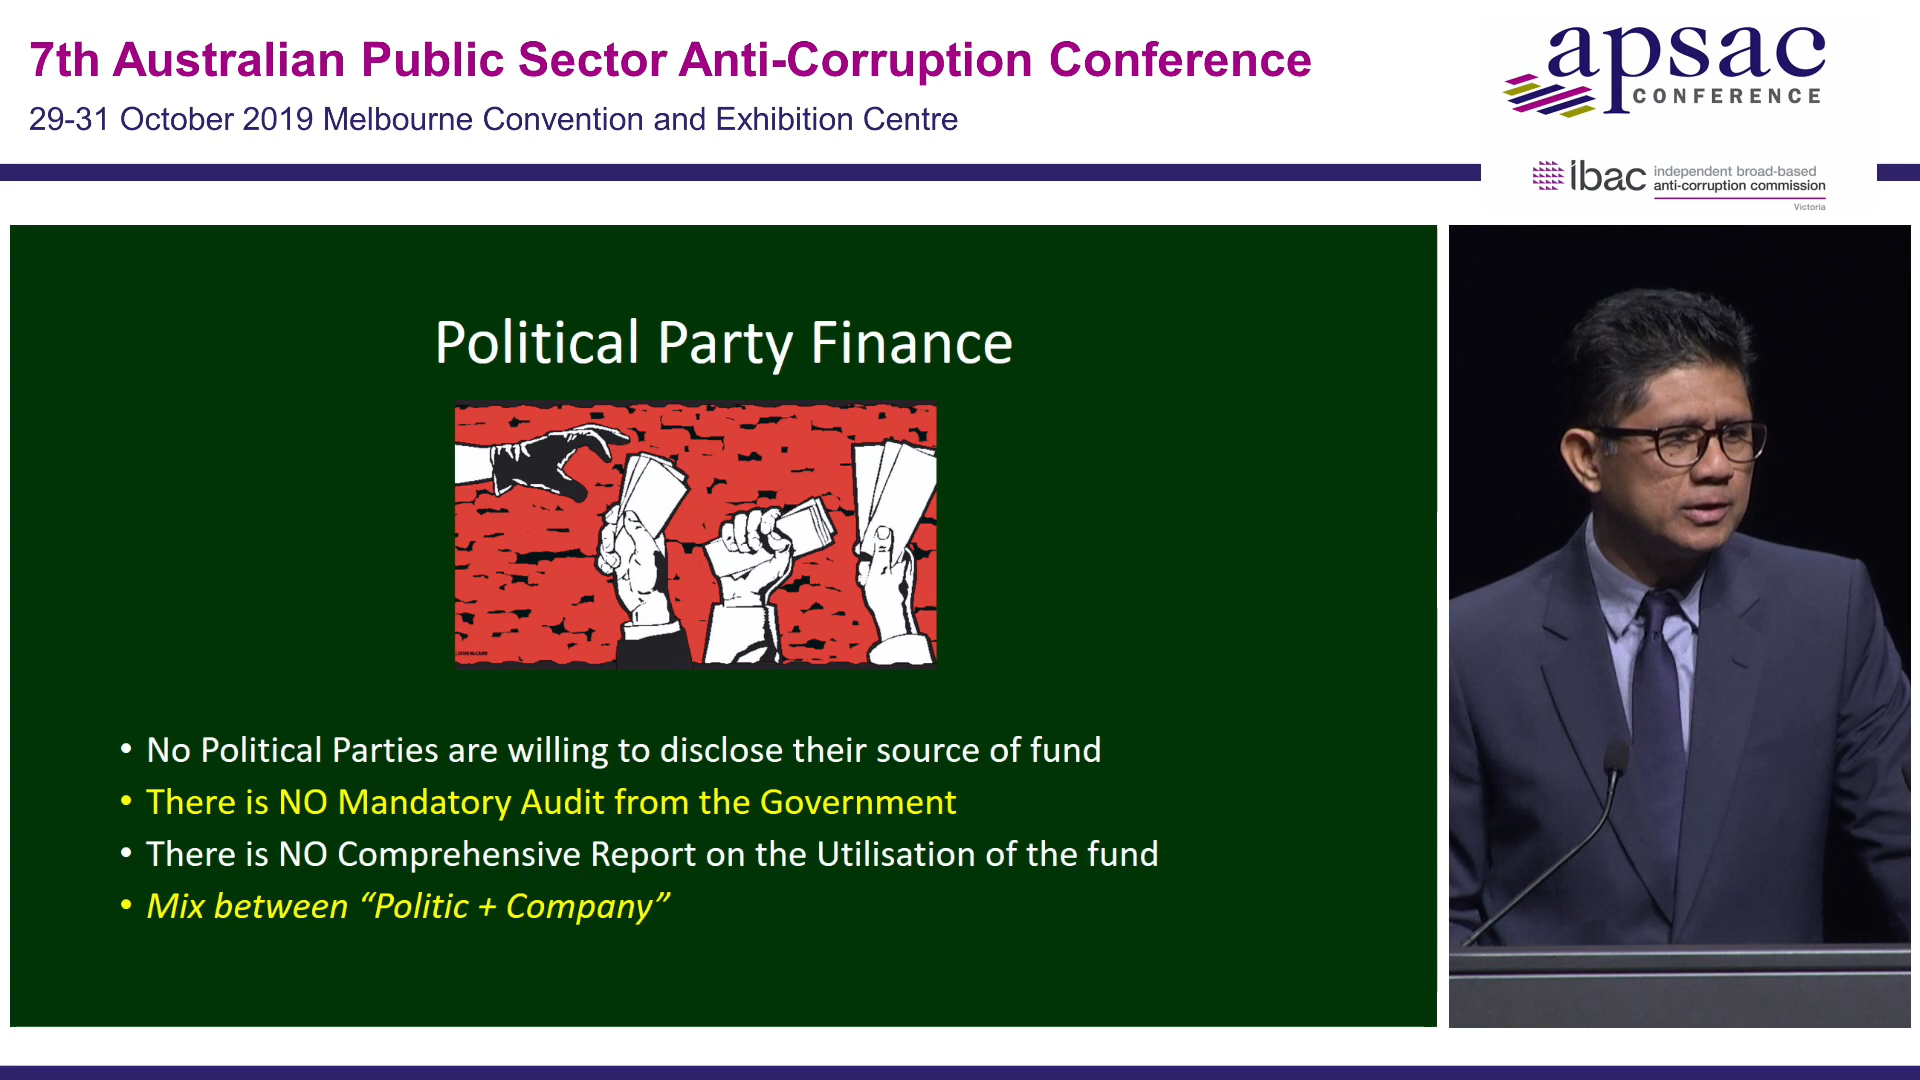 7th Australian Public Sector Anti-Corruption Conference
29-31 October 2019 Melbourne Convention and Exhibition Centre
apsac
CONFERENCE
ibac
independent broad-based
anti-corruption commission
Victoria
Political Party Finance
• No Political Parties are willing to disclose their source of fund
• There is NO Mandatory Audit from the Government
• There is NO Comprehensive Report on the Utilisation of the fund
• Mix between “Politic + Company”